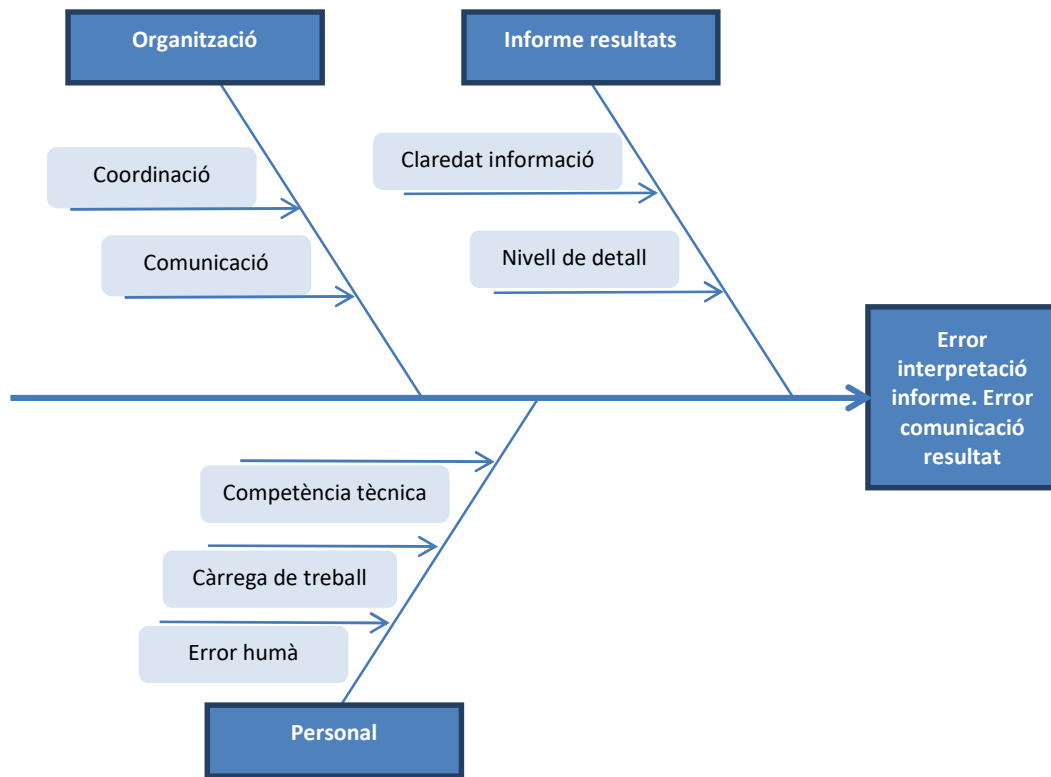 Organització
Informe resultats
Coordinació
Claredat informació
Comunicació
Nivell de detall
Error
interpretació
informe. Error
comunicació
resultat
Competència tècnica
Càrrega de treball
Error humà
Personal